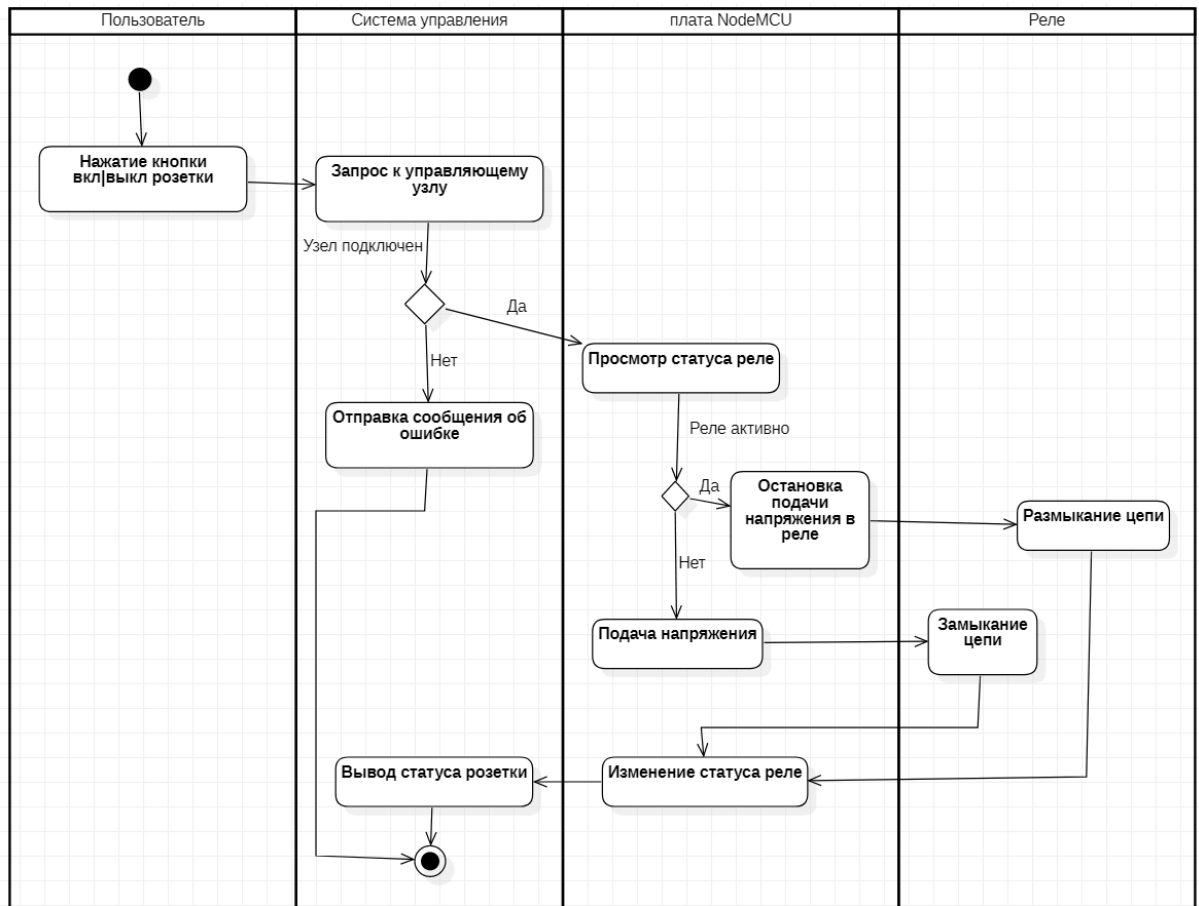 Пользователь
Система управления
плата NodeMCU
Реле
Нажатие кнопки
вкл|выкл розетки
Запрос к управляющему
узлу
Узел подключен
Да
Нет
Просмотр статуса реле
Отправка сообщения об
ошибке
Реле активно
Да
Остановка
подачи
напряжения в
реле
Размыкание цепи
Нет
Подача напряжения
Замыкание
цепи
Вывод статуса розетки
Изменение статуса реле